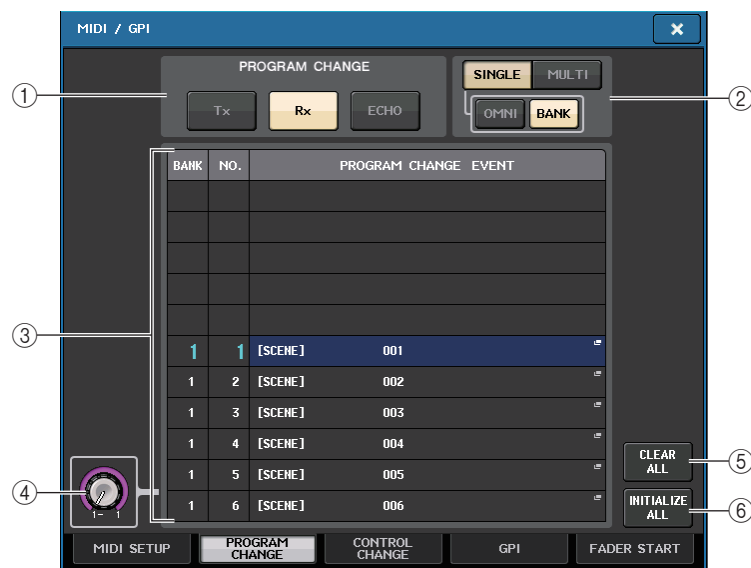 MIDI / GPI
PROGRAM CHANGE
Tx Rx ECHO
SINGLE MULTI
OMNI BANK
1
2
BANK NO. PROGRAM CHANGE EVENT
3
1 1 [SCENE] 001
1 2 [SCENE] 002
1 3 [SCENE] 003
1 4 [SCENE] 004
1 5 [SCENE] 005
1 6 [SCENE] 006
4
1- 1
CLEAR ALL
5
INITIALIZE ALL
6
MIDI SETUP PROGRAM CHANGE CONTROL CHANGE GPI FADER START